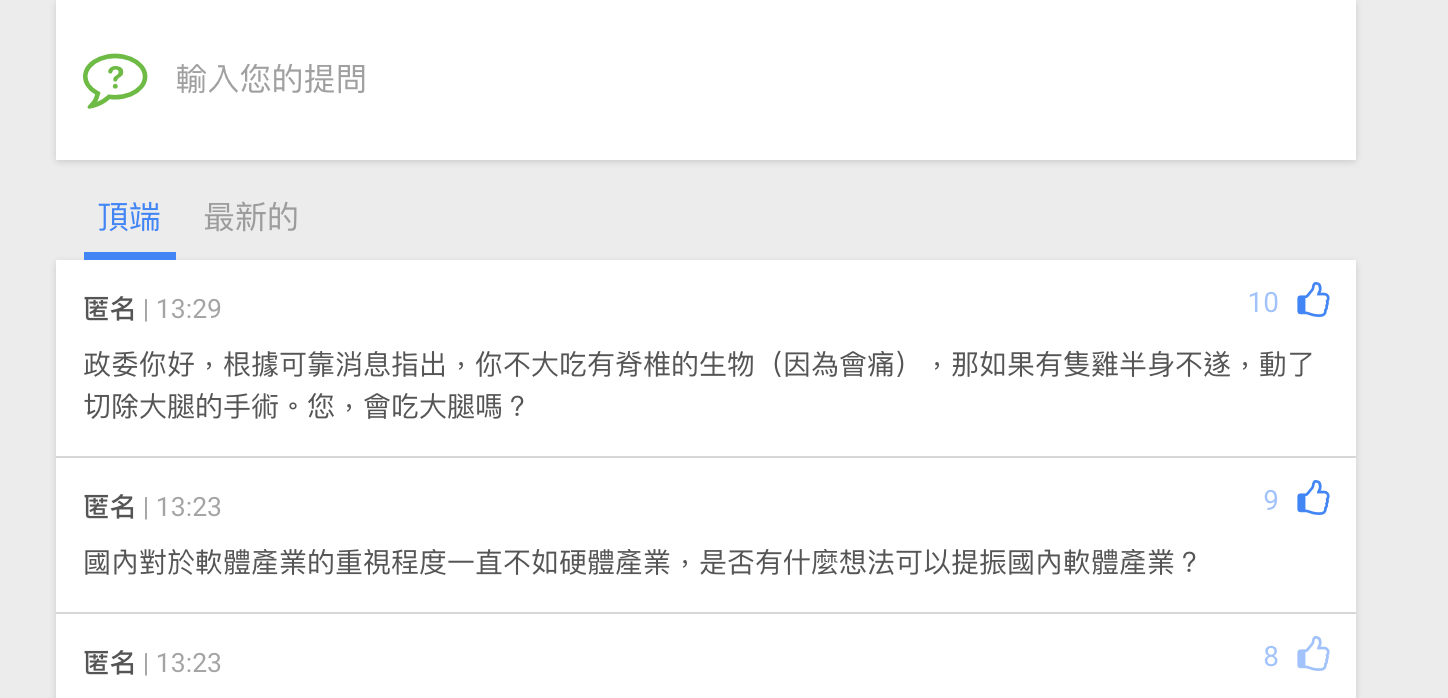 ?
輸入您的提問
頂端 最新的
匿名 | 13:29 10
政委你好，根據可靠消息指出，你不大吃有脊椎的生物（因為會痛），那如果有隻雞半身不遂，動了
切除大腿的手術。您，會吃大腿嗎？
匿名 | 13:23 9
國內對於軟體產業的重視程度一直不如硬體產業，是否有什麼想法可以提振國內軟體產業？
匿名 | 13:23 8